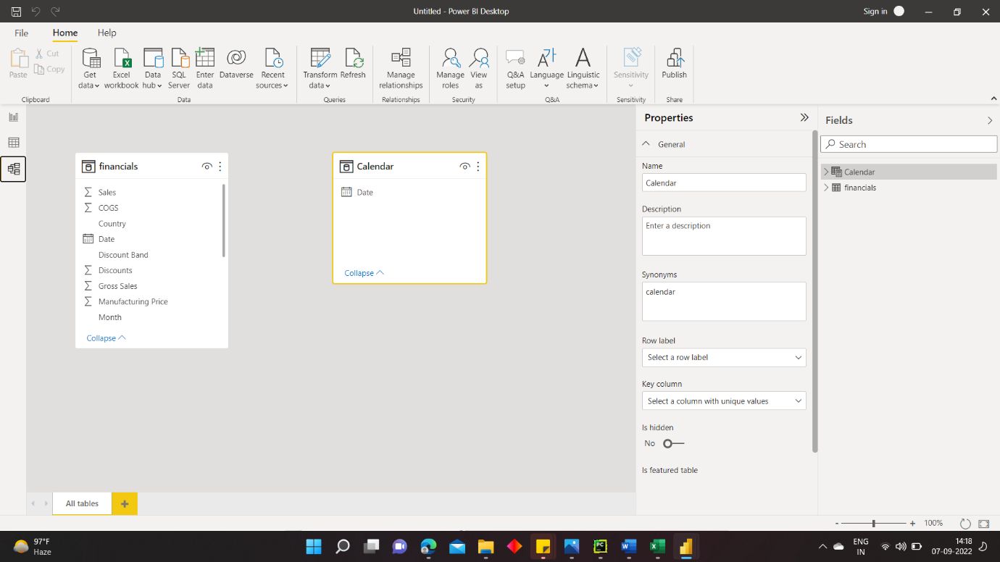 Untitled - Power BI Desktop
Sign in
File
Home
Help
Paste
Cut
Copy
Clipboard
Get data
Excel workbook
Data hub
SQL Server
Enter data
Dataverse
Recent sources
Data
Transform data
Refresh
Queries
Manage relationships
Relationships
Manage roles
View as
Security
Q&A setup
Language
Linguistic schema
Q&A
Sensitivity
Sensitivity
Publish
Share
financials
Sales
COGS
Country
Date
Discount Band
Discounts
Gross Sales
Manufacturing Price
Month
Collapse
Calendar
Date
Collapse
Properties
General
Name
Calendar
Description
Enter a description
Synonyms
calendar
Row label
Select a row label
Key column
Select a column with unique values
Is hidden
No
Is featured table
Fields
Search
Calendar
financials
All tables
+
- + 100%
97°F
Haze
PC
W
X
ENG
IN
14:18
07-09-2022